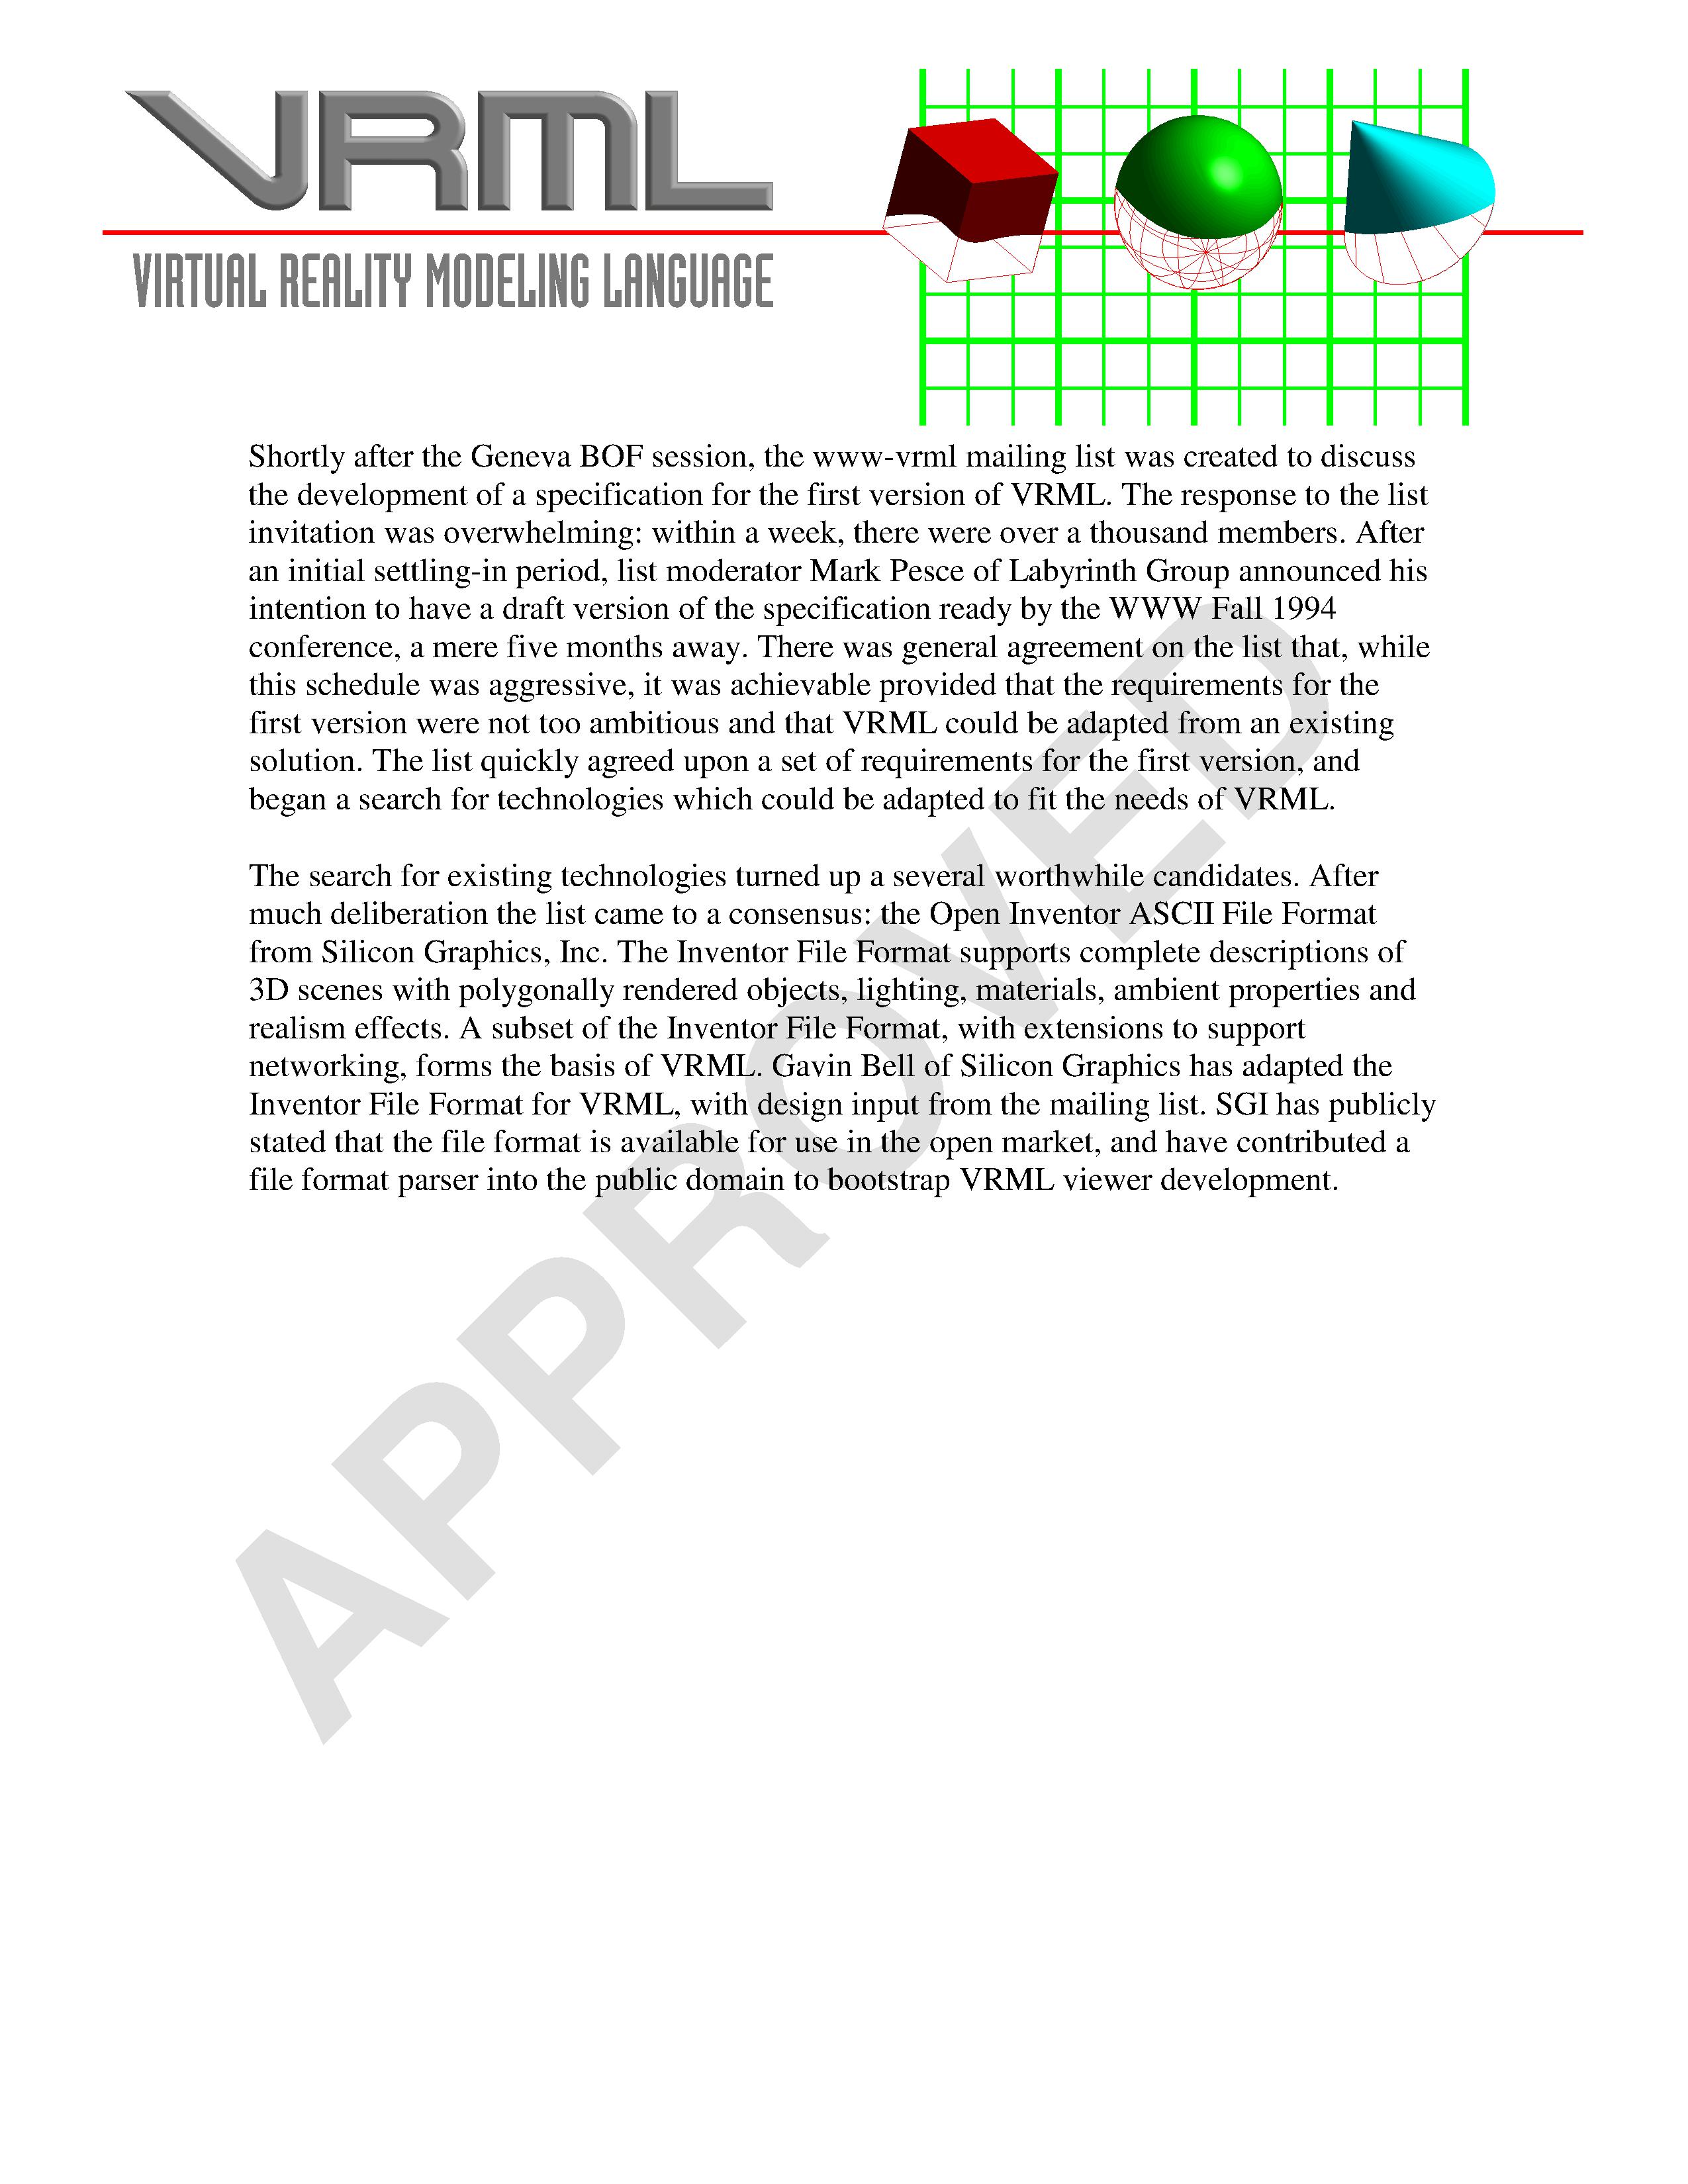 VRML
VIRTUAL REALITY MODELING LANGUAGE
Shortly after the Geneva BOF session, the www-vrml mailing list was created to discuss
the development of a specification for the first version of VRML. The response to the list
invitation was overwhelming: within a week, there were over a thousand members. After
an initial settling-in period, list moderator Mark Pesce of Labyrinth Group announced his
intention to have a draft version of the specification ready by the WWW Fall 1994
conference, a mere five months away. There was general agreement on the list that, while
this schedule was aggressive, it was achievable provided that the requirements for the
first version were not too ambitious and that VRML could be adapted from an existing
solution. The list quickly agreed upon a set of requirements for the first version, and
began a search for technologies which could be adapted to fit the needs of VRML.
The search for existing technologies turned up a several worthwhile candidates. After
much deliberation the list came to a consensus: the Open Inventor ASCII File Format
from Silicon Graphics, Inc. The Inventor File Format supports complete descriptions of
3D scenes with polygonally rendered objects, lighting, materials, ambient properties and
realism effects. A subset of the Inventor File Format, with extensions to support
networking, forms the basis of VRML. Gavin Bell of Silicon Graphics has adapted the
Inventor File Format for VRML, with design input from the mailing list. SGI has publicly
stated that the file format is available for use in the open market, and have contributed a
file format parser into the public domain to bootstrap VRML viewer development.
APPROVED